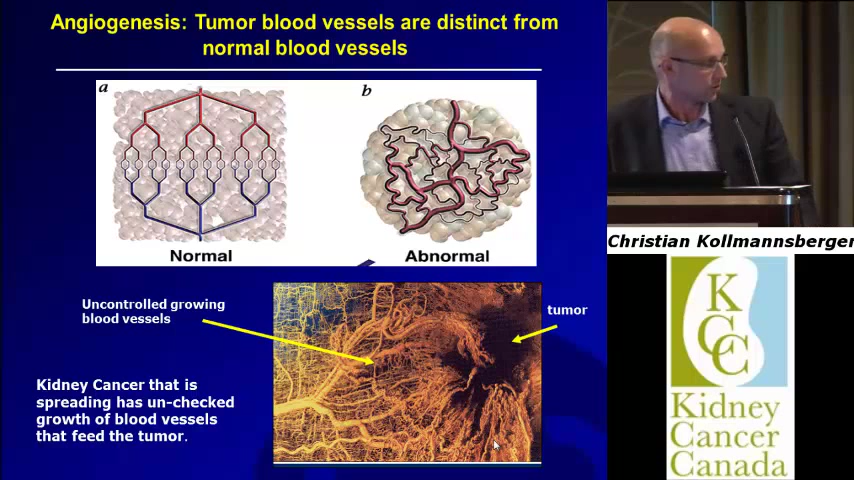 Angiogenesis: Tumor blood vessels are distinct from
normal blood vessels
a
b
Normal
Abnormal
Uncontrolled growing
blood vessels
tumor
Kidney Cancer that is
spreading has un-checked
growth of blood vessels
that feed the tumor.
Christian Kollmannsberger
K
C
C
Kidney
Cancer
Canada